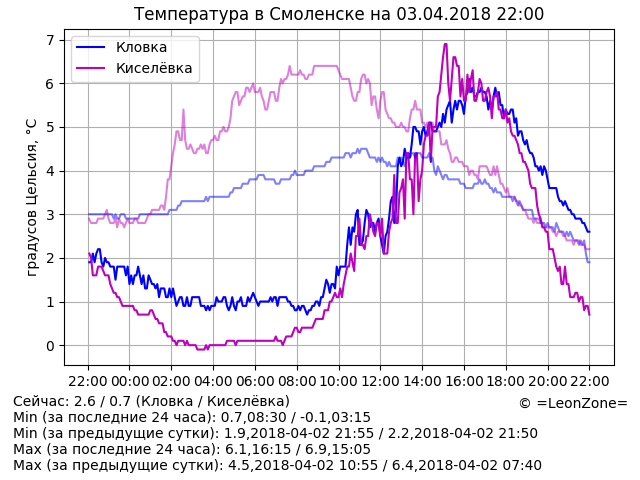 Температура в Смоленске на 03.04.2018 22:00
Кловка
Киселёвка
градусов Цельсия, °C
7
6
5
4
3
2
1
0
22:00 00:00 02:00 04:00 06:00 08:00 10:00 12:00 14:00 16:00 18:00 20:00 22:00
Сейчас: 2.6 / 0.7 (Кловка / Киселёвка)
© =LeonZone=
Min (за последние 24 часа): 0.7,08:30 / -0.1,03:15
Min (за предыдущие сутки): 1.9,2018-04-02 21:55 / 2.2,2018-04-02 21:50
Max (за последние 24 часа): 6.1,16:15 / 6.9,15:05
Max (за предыдущие сутки): 4.5,2018-04-02 10:55 / 6.4,2018-04-02 07:40